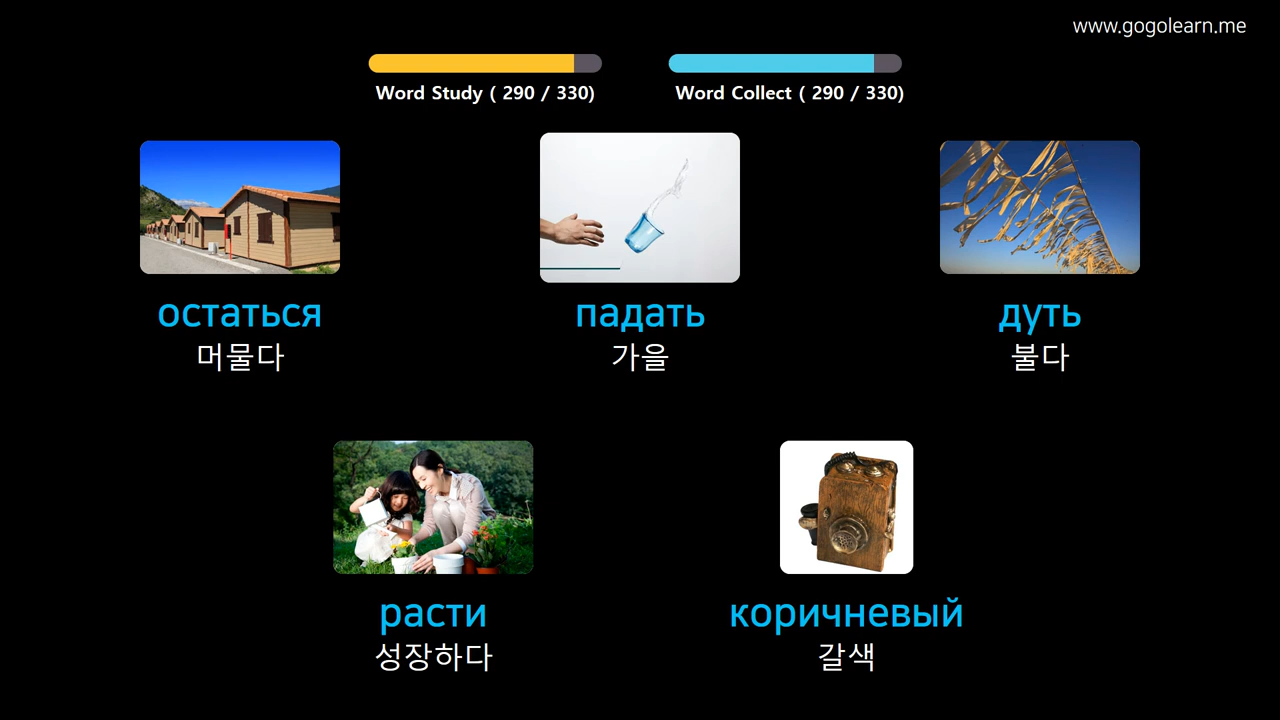 www.gogolearn.me
Word Study ( 290 / 330)
Word Collect ( 290 / 330)
остаться
머물다
падать
가을
дуть
불다
расти
성장하다
коричневый
갈색